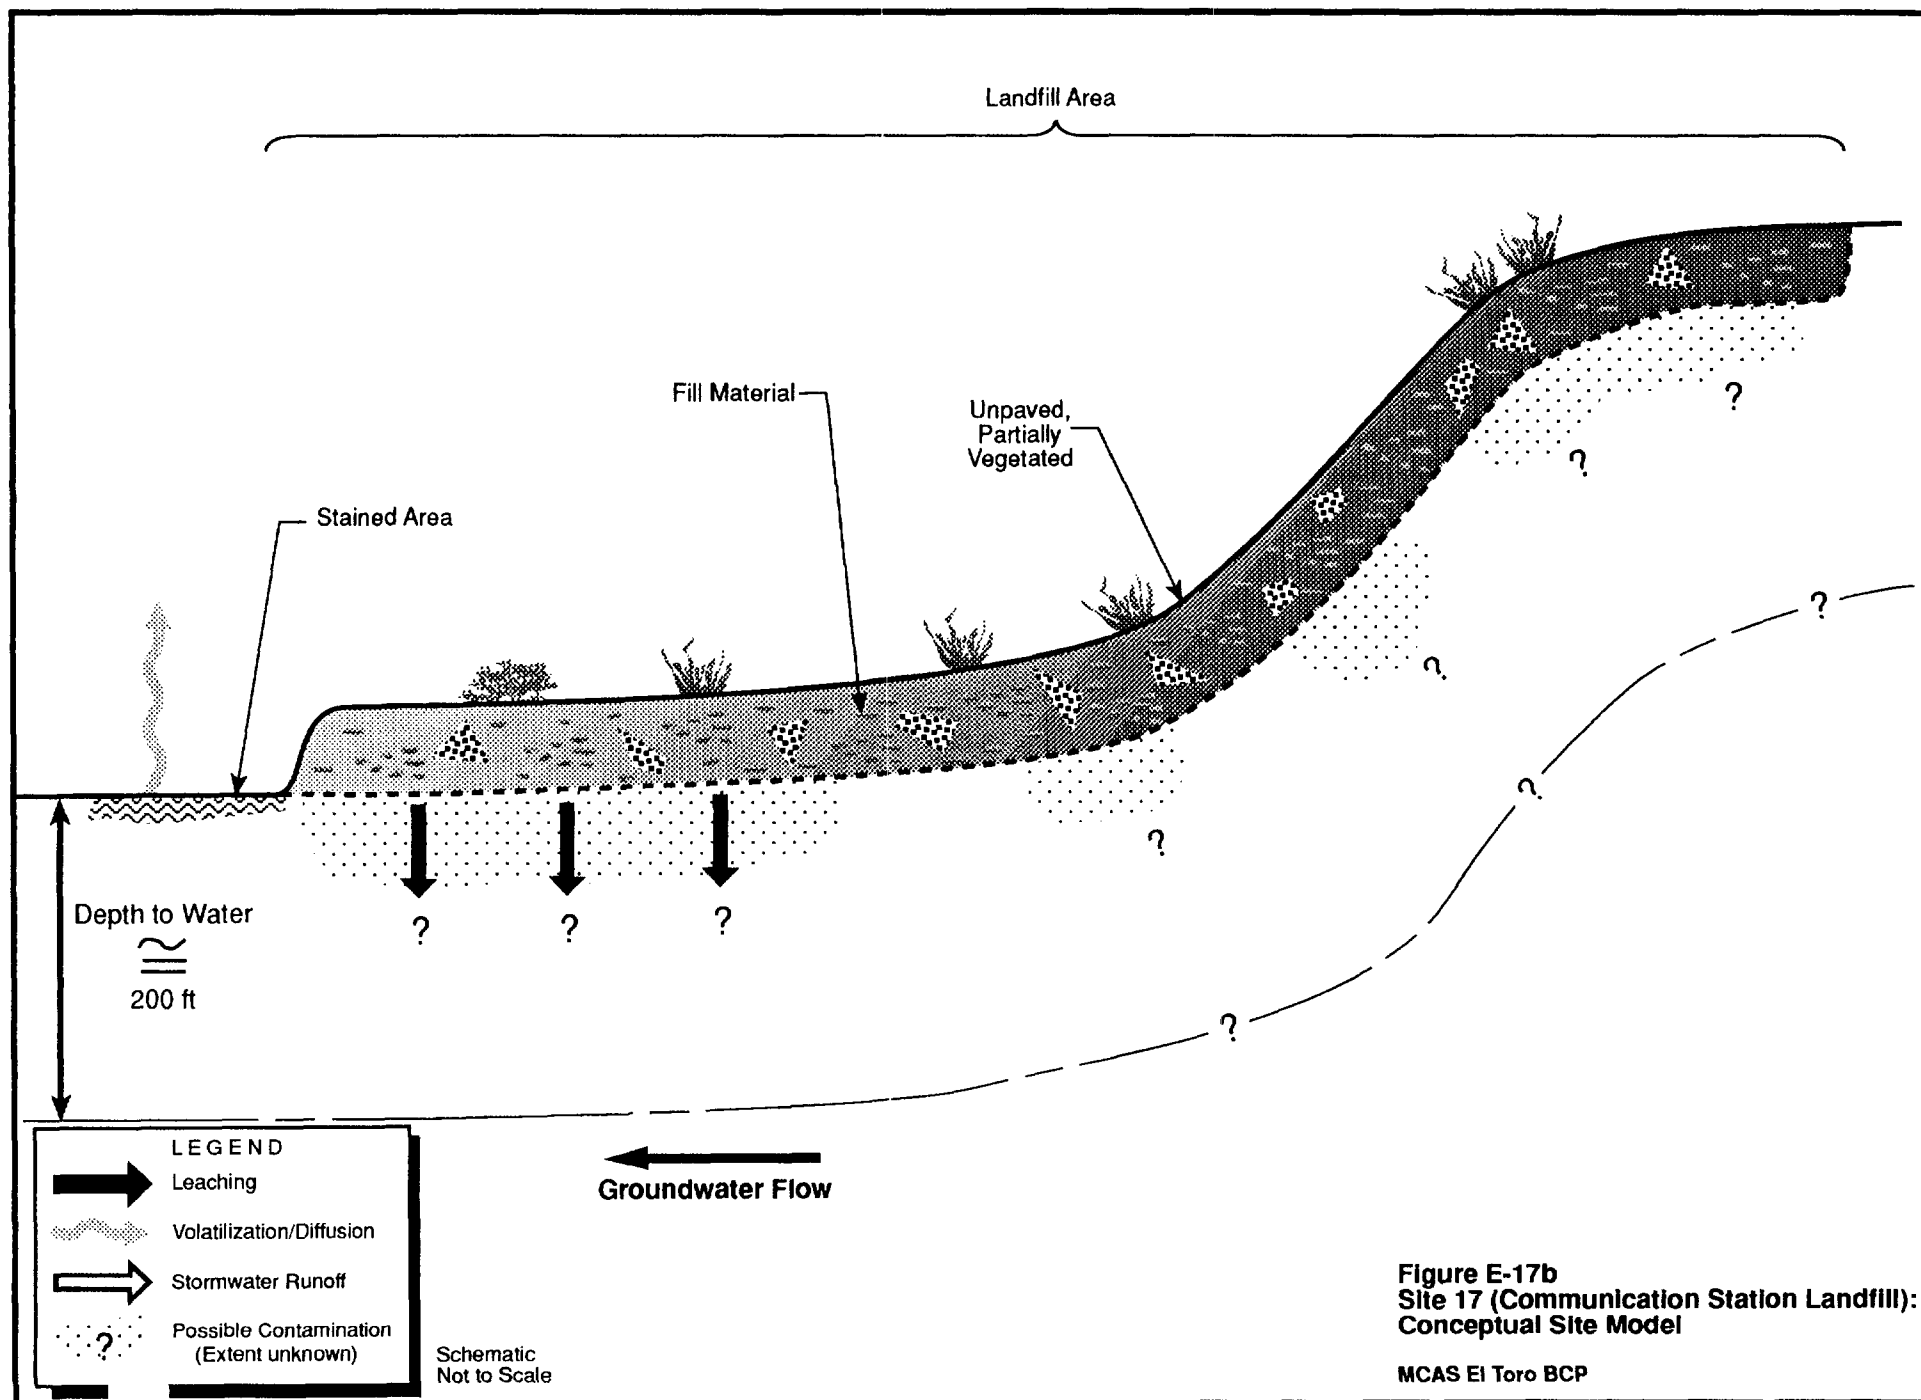 Landfill Area
Fill Material
Unpaved,
Partially
Vegetated
Stained Area
?
?
?
?
?
?
?
?
?
?
Depth to Water
≅
200 ft
Groundwater Flow
LEGEND
Leaching
Volatilization/Diffusion
Stormwater Runoff
?
Possible Contamination
(Extent unknown)
Schematic
Not to Scale
Figure E-17b
Site 17 (Communication Station Landfill):
Conceptual Site Model
MCAS El Toro BCP